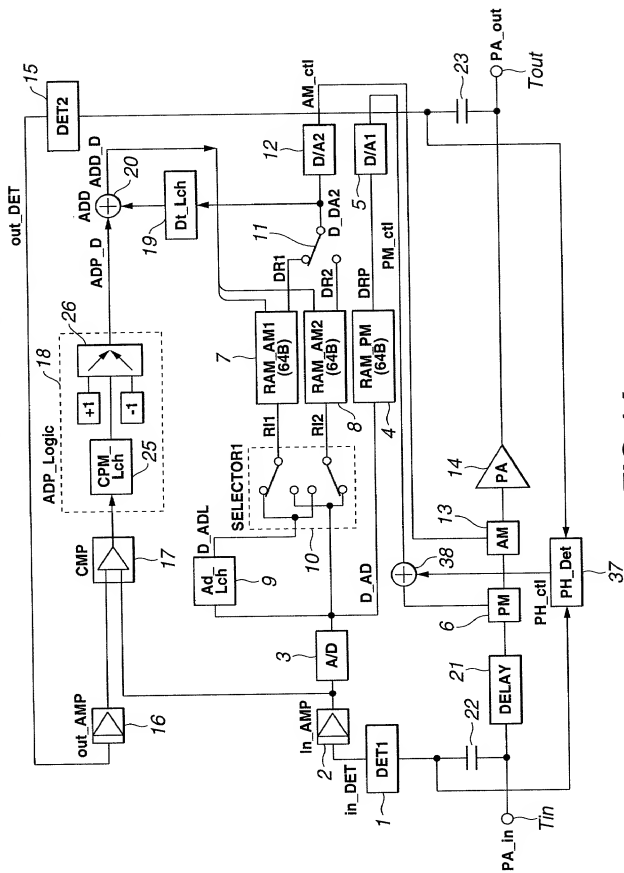 out_DET
15
DET2
ADP_Logic
18
26
+1
-1
CPM_
Lch
25
ADP_D
ADD
ADD_D
20
Dt_Lch
19
CMP
17
out_AMP
16
AM_ctl
12
D/A2
D/A1
5
PM_ctl
11
D_DA2
DR1
DR2
DRP
7
RAM_AM1
(64B)
RAM_AM2
(64B)
8
RAM_PM
(64B)
4
RI1
RI2
SELECTOR1
10
D_ADL
Ad_
Lch
9
D_AD
3
A/D
In_AMP
2
in_DET
DET1
1
23
PA_out
Tout
14
PA
13
AM
38
6
PM
PH_ctl
PH_Det
37
21
DELAY
22
PA_in
Tin